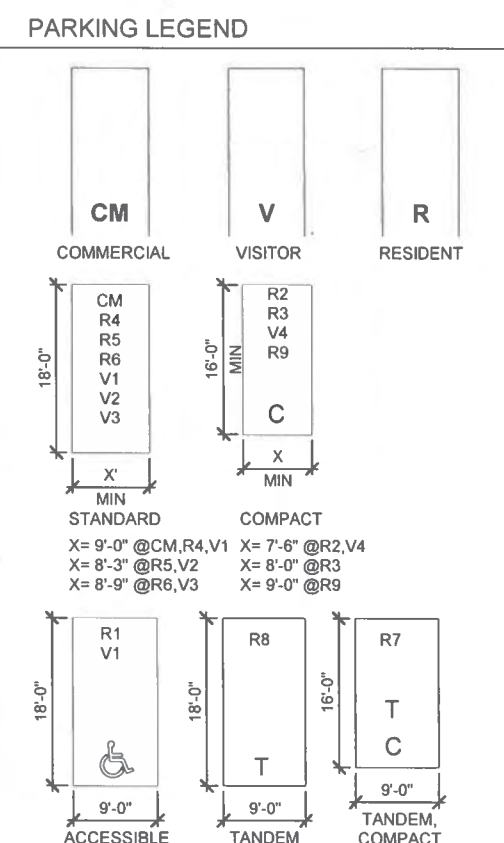 PARKING LEGEND
CM
COMMERCIAL
V
VISITOR
R
RESIDENT
18'-0"
CM
R4
R5
R6
V1
V2
V3
X'
MIN
STANDARD
X= 9'-0" @CM,R4,V1
X= 8'-3" @R5,V2
X= 8'-9" @R6,V3
16'-0"
MIN
R2
R3
V4
R9
C
X
MIN
COMPACT
X= 7'-6" @R2,V4
X= 8'-0" @R3
X= 9'-0" @R9
18'-0"
R1
V1
9'-0"
ACCESSIBLE
18'-0"
R8
T
9'-0"
TANDEM
16'-0"
R7
T
C
9'-0"
TANDEM,
COMPACT